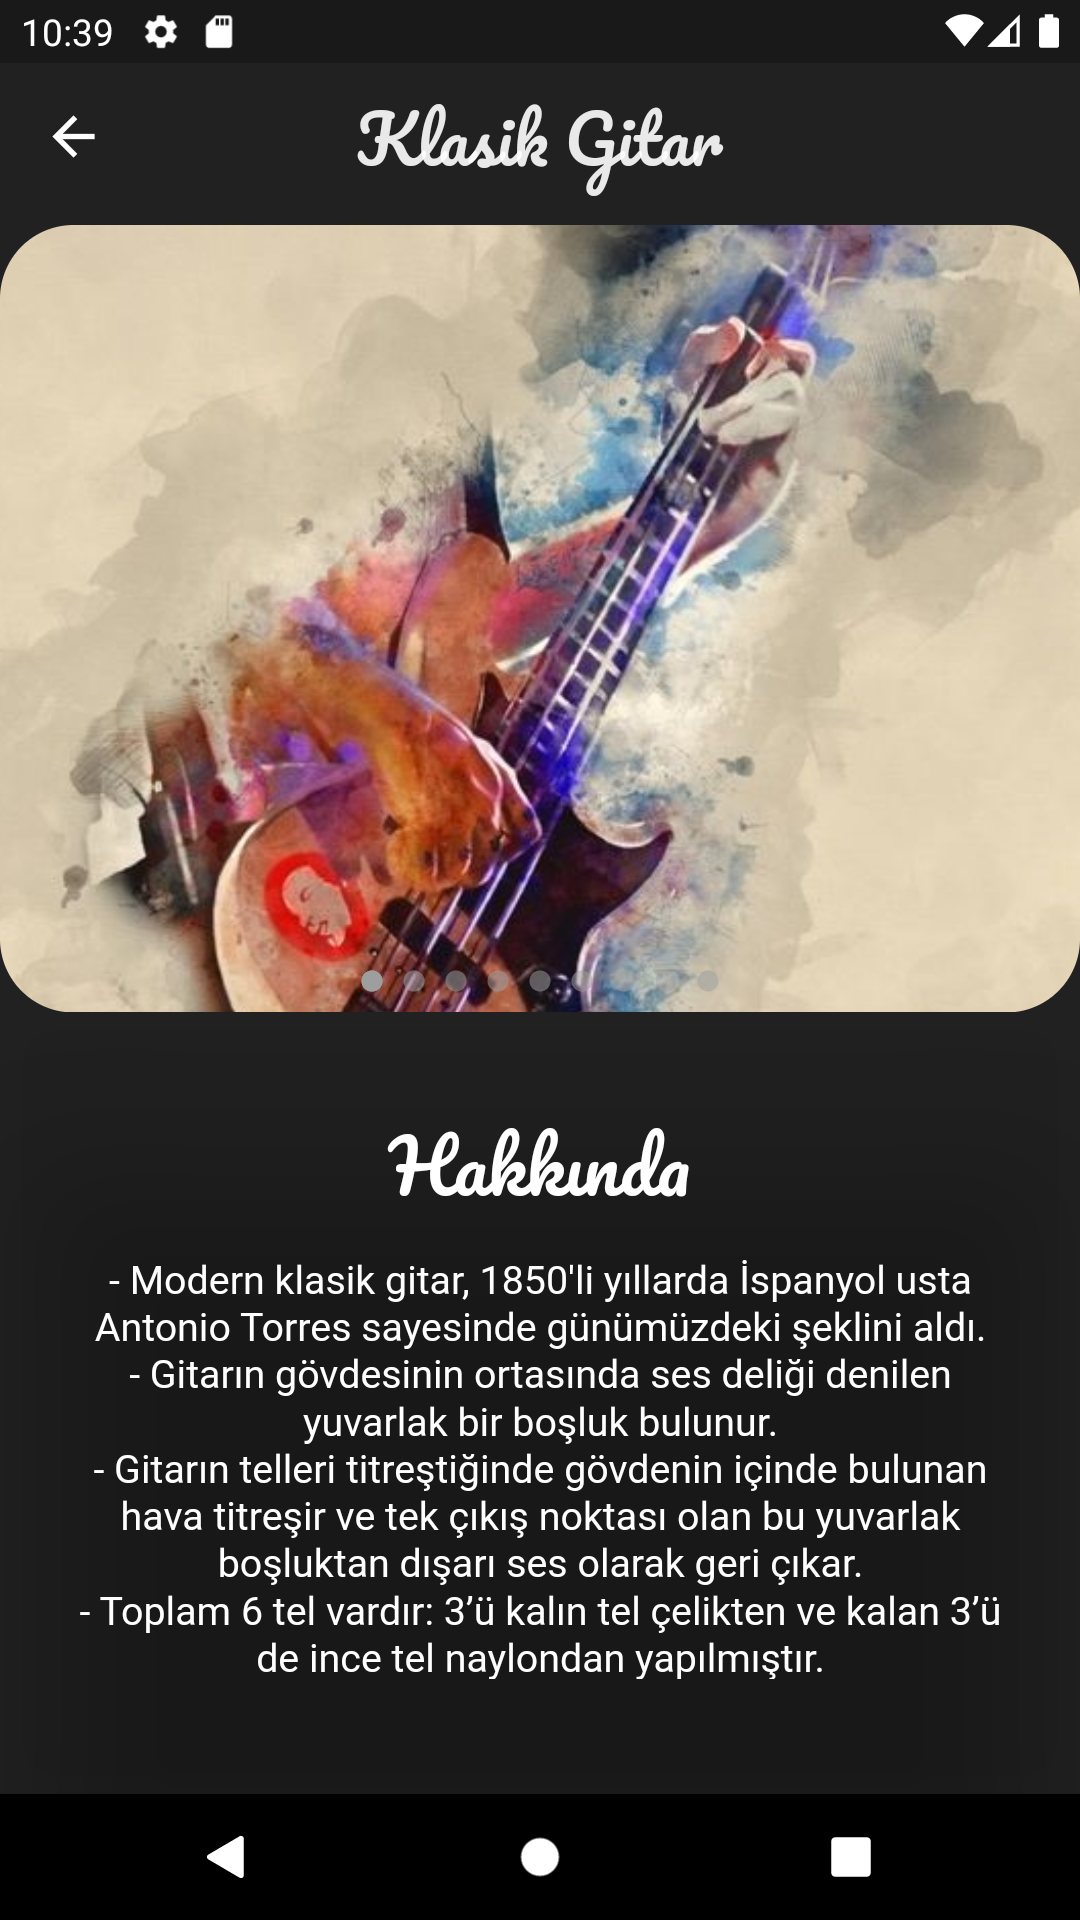 10:39
Klasik Gitar
Hakkında
- Modern klasik gitar, 1850'li yıllarda İspanyol usta
Antonio Torres sayesinde günümüzdeki şeklini aldı.
- Gitarın gövdesinin ortasında ses deliği denilen
yuvarlak bir boşluk bulunur.
- Gitarın telleri titreştiğinde gövdenin içinde bulunan
hava titreşir ve tek çıkış noktası olan bu yuvarlak
boşluktan dışarı ses olarak geri çıkar.
- Toplam 6 tel vardır: 3’ü kalın tel çelikten ve kalan 3’ü
de ince tel naylondan yapılmıştır.